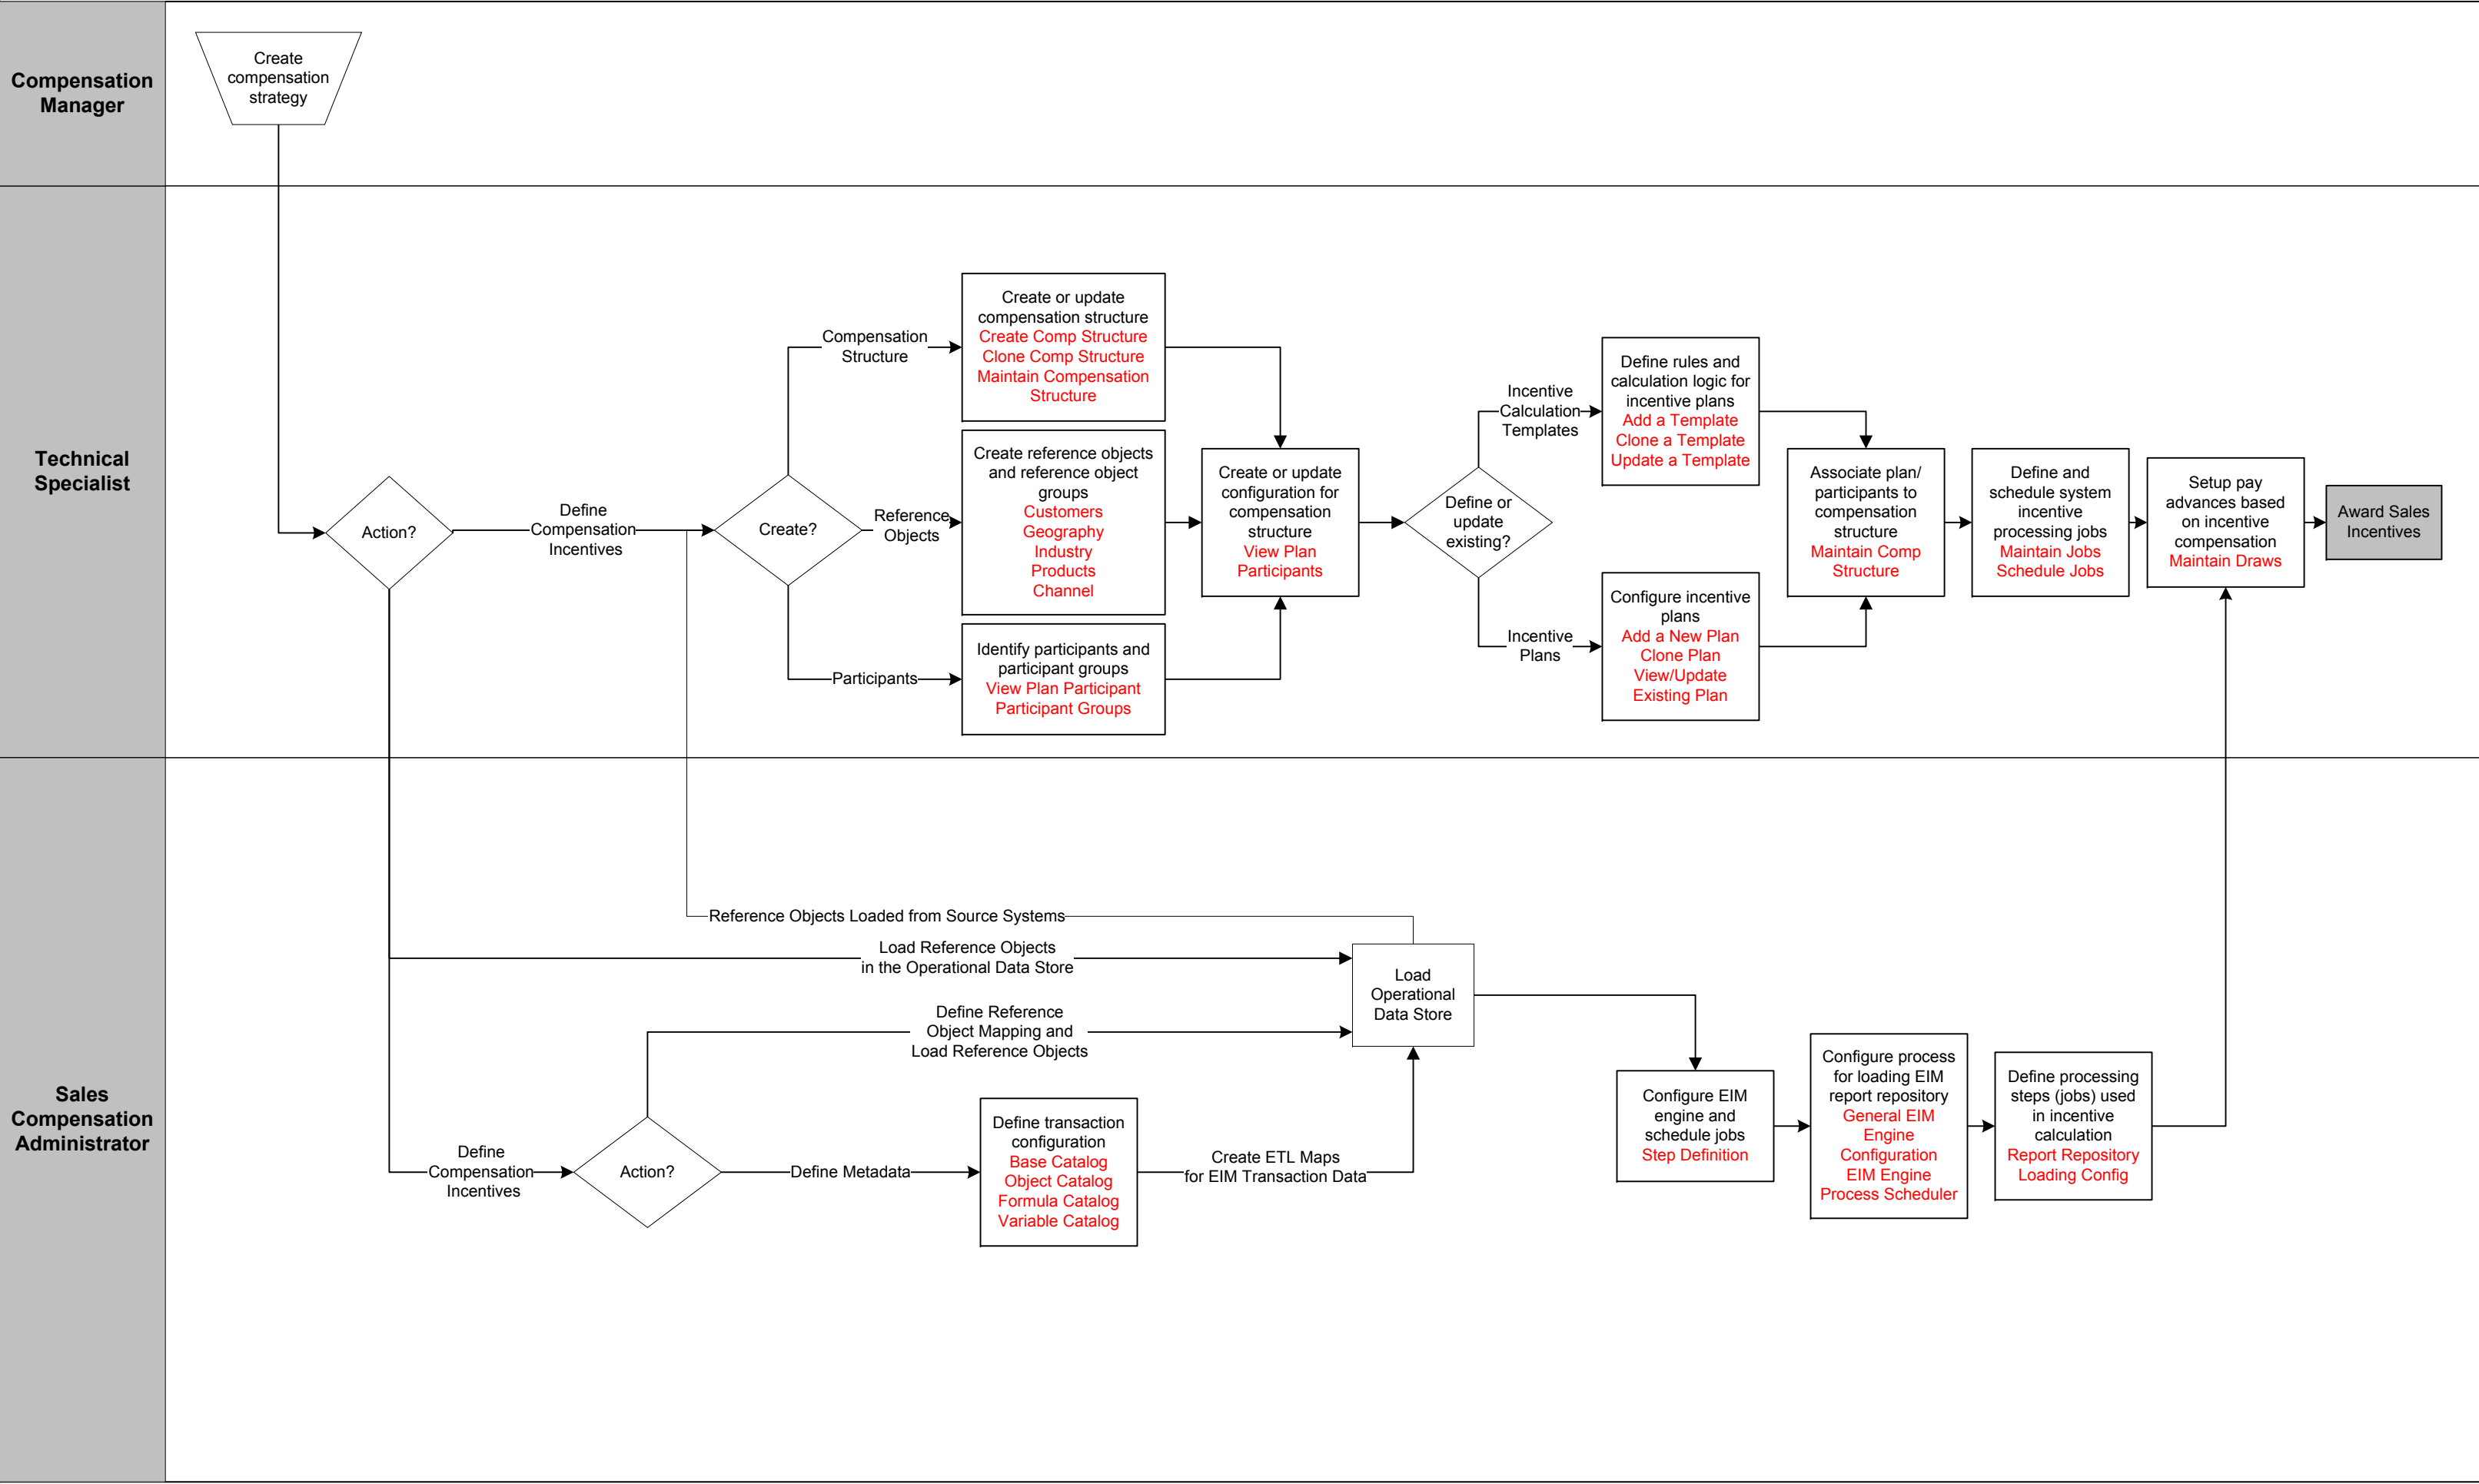 Compensation
Manager
Create
compensation
strategy
Technical
Specialist
Action?
Define
Compensation
Incentives
Create?
Compensation
Structure
Reference
Objects
Participants
Create or update
compensation structure
Create Comp Structure
Clone Comp Structure
Maintain Compensation
Structure
Create reference objects
and reference object
groups
Customers
Geography
Industry
Products
Channel
Identify participants and
participant groups
View Plan Participant
Participant Groups
Create or update
configuration for
compensation
structure
View Plan
Participants
Define or
update
existing?
Incentive
Calculation
Templates
Incentive
Plans
Define rules and
calculation logic for
incentive plans
Add a Template
Clone a Template
Update a Template
Configure incentive
plans
Add a New Plan
Clone Plan
View/Update
Existing Plan
Associate plan/
participants to
compensation
structure
Maintain Comp
Structure
Define and
schedule system
incentive
processing jobs
Maintain Jobs
Schedule Jobs
Setup pay
advances based
on incentive
compensation
Maintain Draws
Award Sales
Incentives
Sales
Compensation
Administrator
Reference Objects Loaded from Source Systems
Load Reference Objects
in the Operational Data Store
Define Reference
Object Mapping and
Load Reference Objects
Define
Compensation
Incentives
Action?
Define Metadata
Define transaction
configuration
Base Catalog
Object Catalog
Formula Catalog
Variable Catalog
Create ETL Maps
for EIM Transaction Data
Load
Operational
Data Store
Configure EIM
engine and
schedule jobs
Step Definition
Configure process
for loading EIM
report repository
General EIM
Engine
Configuration
EIM Engine
Process Scheduler
Define processing
steps (jobs) used
in incentive
calculation
Report Repository
Loading Config